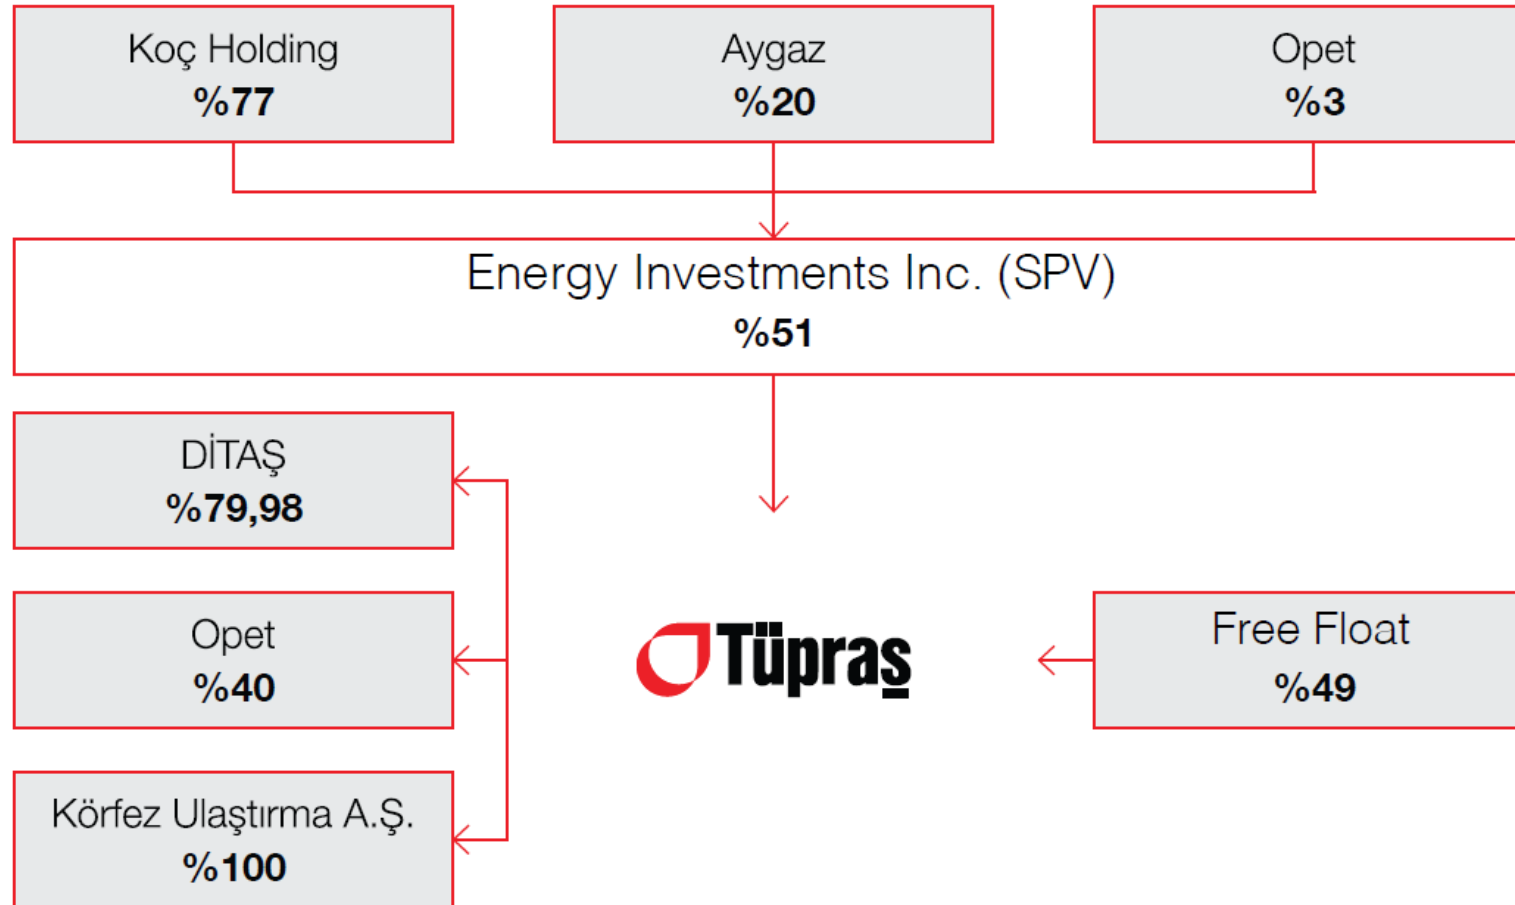 Koç Holding
%77
Aygaz
%20
Opet
%3
Energy Investments Inc. (SPV)
%51
DİTAŞ
%79,98
Opet
%40
Körfez Ulaştırma A.Ş.
%100
Tüpraş
Free Float
%49